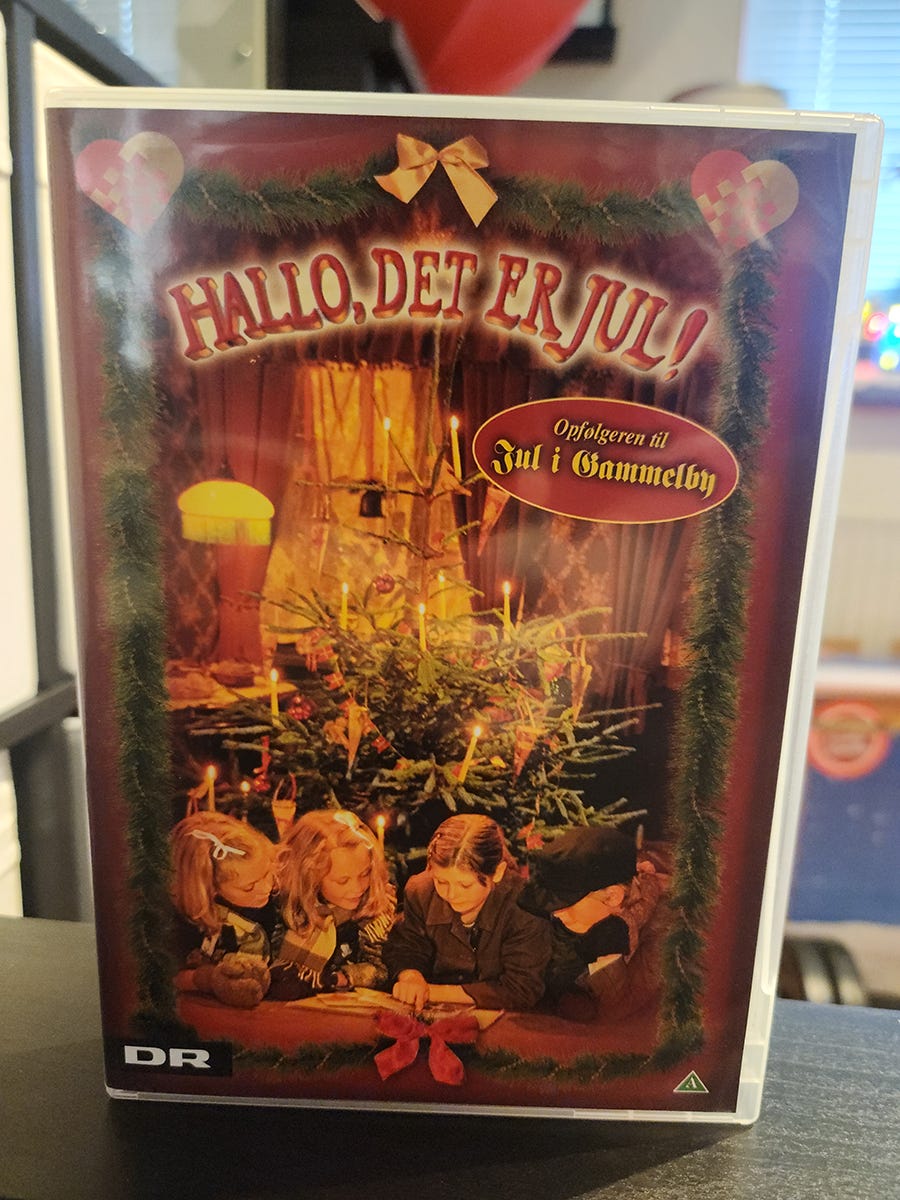 HALLO, DET ER JUL!
Opfølgeren til
Jul i Gammelby
DR
A